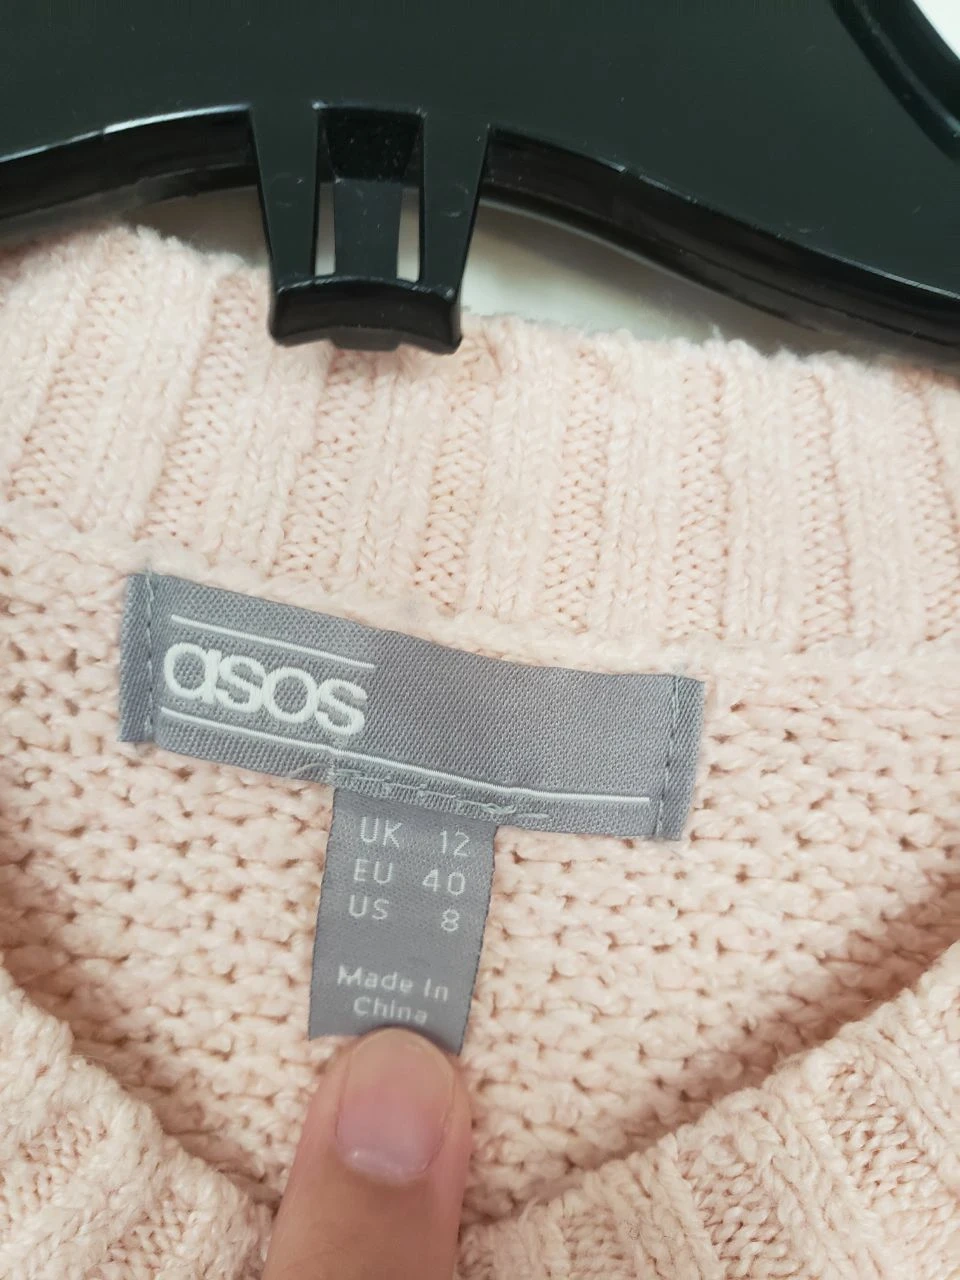 asos
UK 12
EU 40
US 8
Made In
China